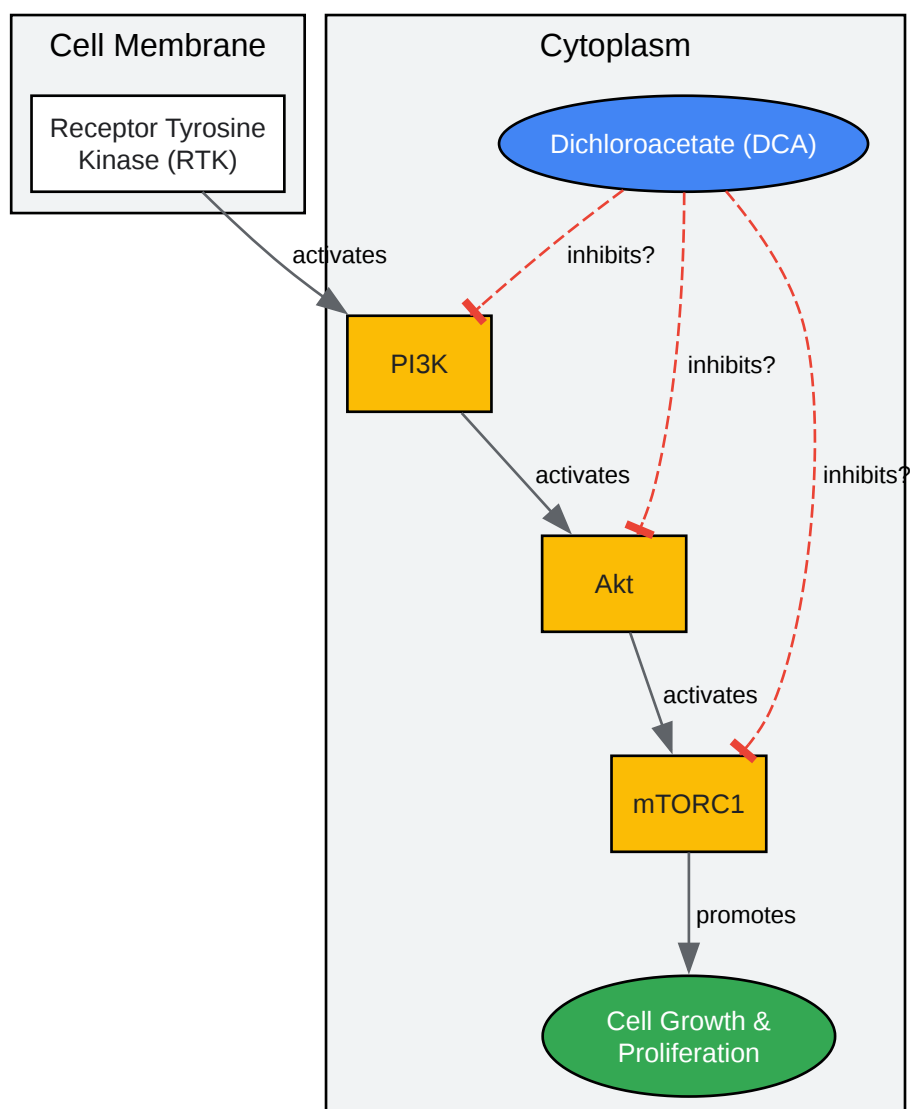 Cell Membrane
Cytoplasm
Receptor Tyrosine
Kinase (RTK)
Dichloroacetate (DCA)
activates
inhibits?
PI3K
inhibits?
activates
inhibits?
Akt
activates
mTORC1
promotes
Cell Growth &
Proliferation